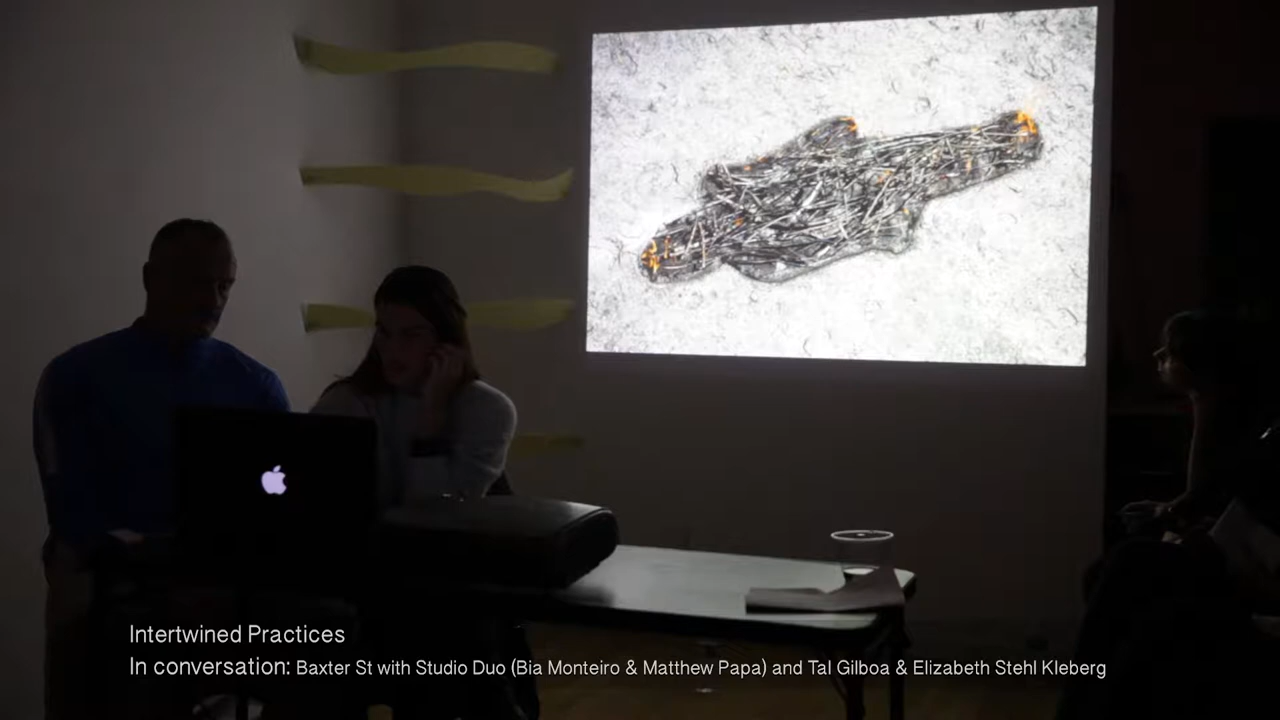 Intertwined Practices
In conversation: Baxter St with Studio Duo (Bia Monteiro & Matthew Papa) and Tal Gilboa & Elizabeth Stehl Kleberg